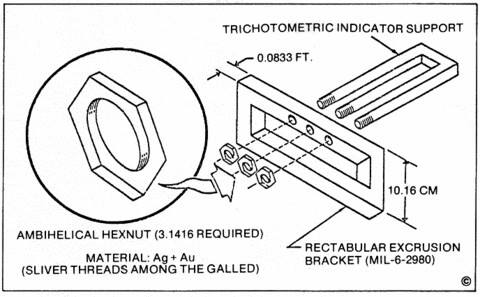 TRICHOTOMETRIC INDICATOR SUPPORT
0.0833 FT.
10.16 CM
AMBIHELICAL HEXNUT (3.1416 REQUIRED)
MATERIAL: Ag + Au
(SLIVER THREADS AMONG THE GALLED)
RECTABULAR EXCRUSION
BRACKET (MIL-6-2980)
©